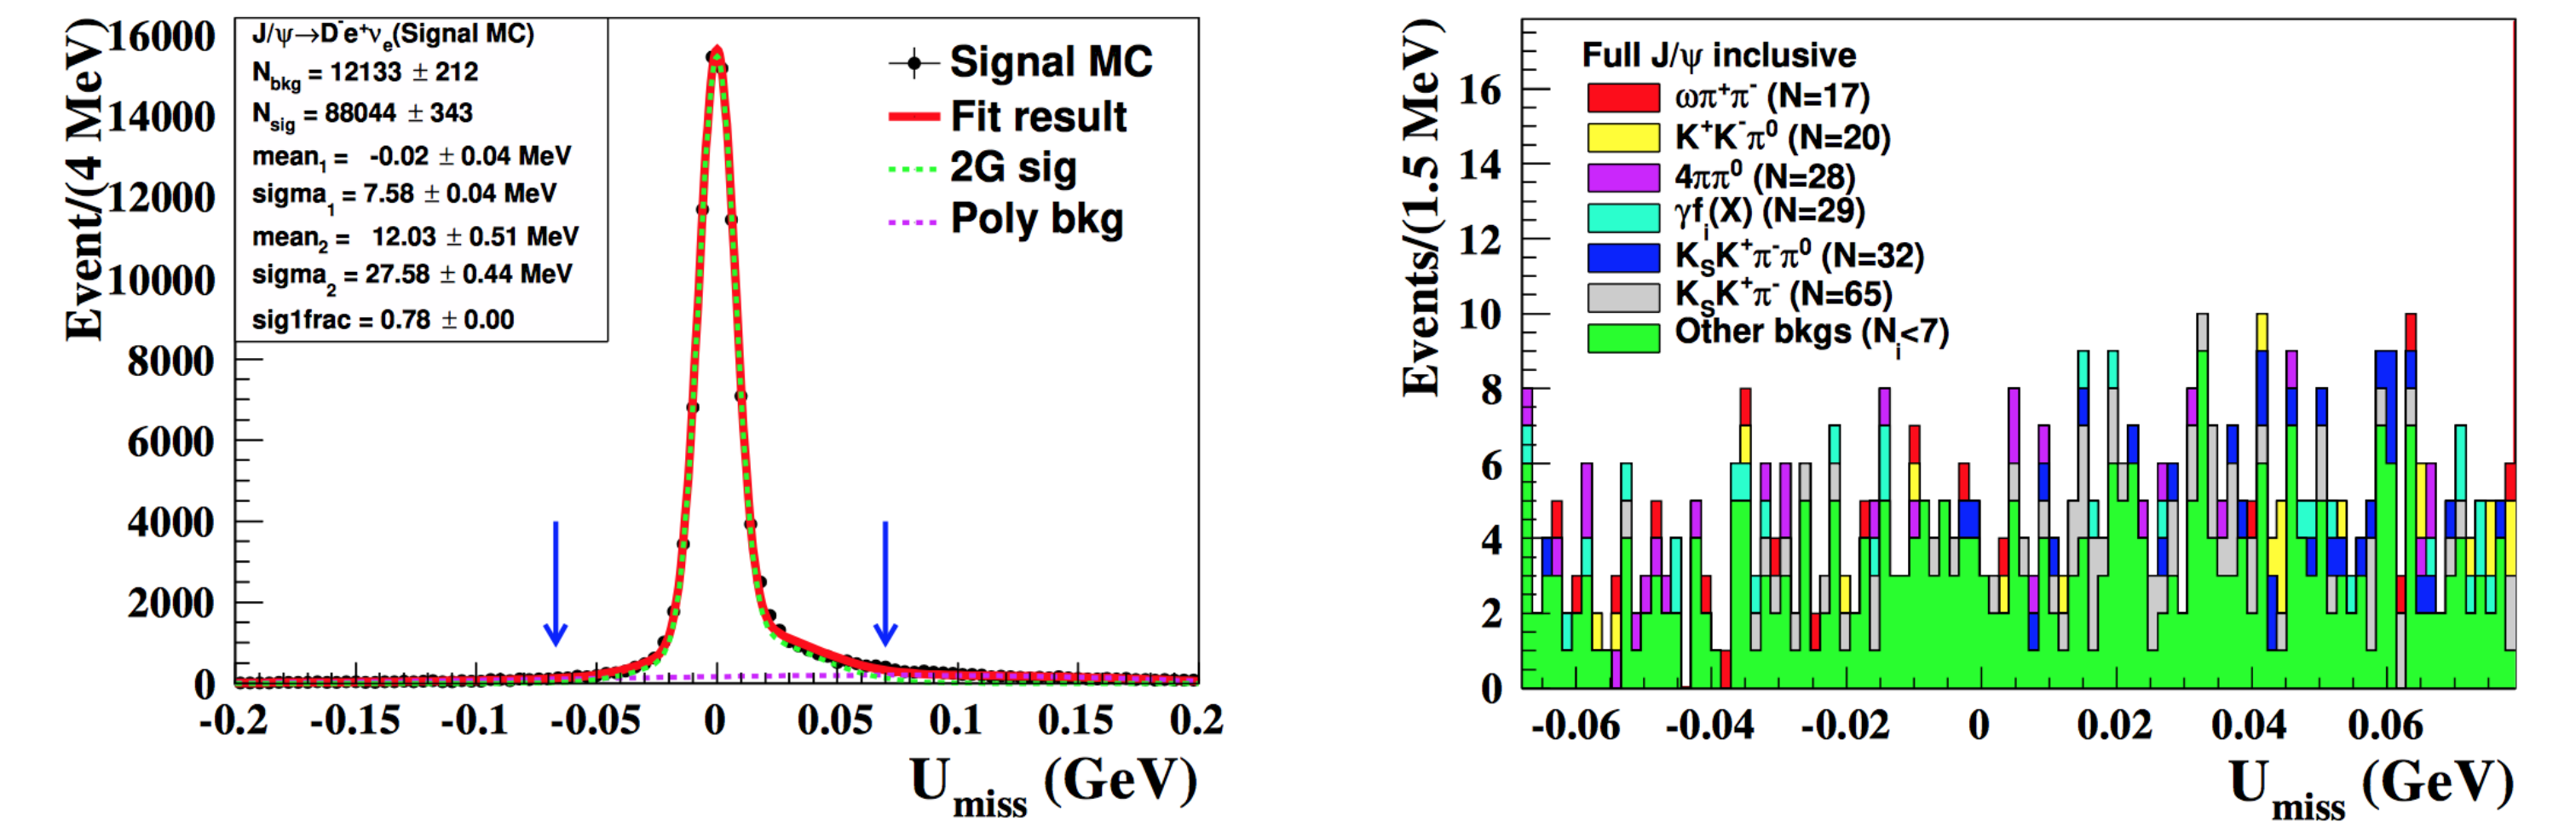 J/ψ→D⁻e⁺νₑ(Signal MC)
N_bkg = 12133 ± 212
N_sig = 88044 ± 343
mean₁ = -0.02 ± 0.04 MeV
sigma₁ = 7.58 ± 0.04 MeV
mean₂ = 12.03 ± 0.51 MeV
sigma₂ = 27.58 ± 0.44 MeV
sig1frac = 0.78 ± 0.00
Signal MC
Fit result
2G sig
Poly bkg
Event/(4 MeV)
16000
14000
12000
10000
8000
6000
4000
2000
0
-0.2 -0.15 -0.1 -0.05 0 0.05 0.1 0.15 0.2
U_miss (GeV)
Full J/ψ inclusive
ωπ⁺π⁻ (N=17)
K⁺K⁻π⁰ (N=20)
4ππ⁰ (N=28)
γfᵢ(X) (N=29)
K_SK⁺π⁻π⁰ (N=32)
K_SK⁺π⁻ (N=65)
Other bkgs (Nᵢ<7)
Events/(1.5 MeV)
16
14
12
10
8
6
4
2
0
-0.06 -0.04 -0.02 0 0.02 0.04 0.06
U_miss (GeV)